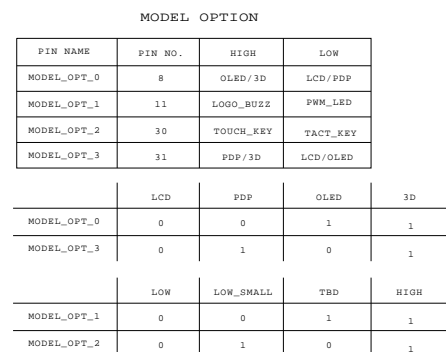 MODEL OPTION
PIN NAME PIN NO. HIGH LOW
MODEL_OPT_0 8 OLED/3D LCD/PDP
MODEL_OPT_1 11 LOGO_BUZZ PWM_LED
MODEL_OPT_2 30 TOUCH_KEY TACT_KEY
MODEL_OPT_3 31 PDP/3D LCD/OLED
LCD PDP OLED 3D
MODEL_OPT_0 0 0 1 1
MODEL_OPT_3 0 1 0 1
LOW LOW_SMALL TBD HIGH
MODEL_OPT_1 0 0 1 1
MODEL_OPT_2 0 1 0 1